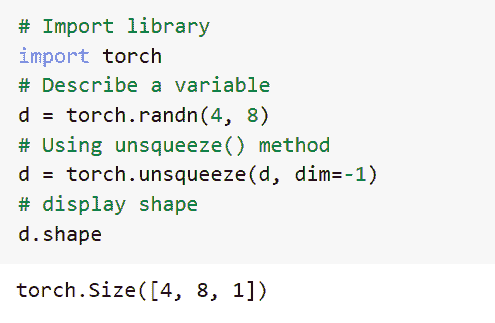 # Import library
import torch
# Describe a variable
d = torch.randn(4, 8)
# Using unsqueeze() method
d = torch.unsqueeze(d, dim=-1)
# display shape
d.shape
torch.Size([4, 8, 1])